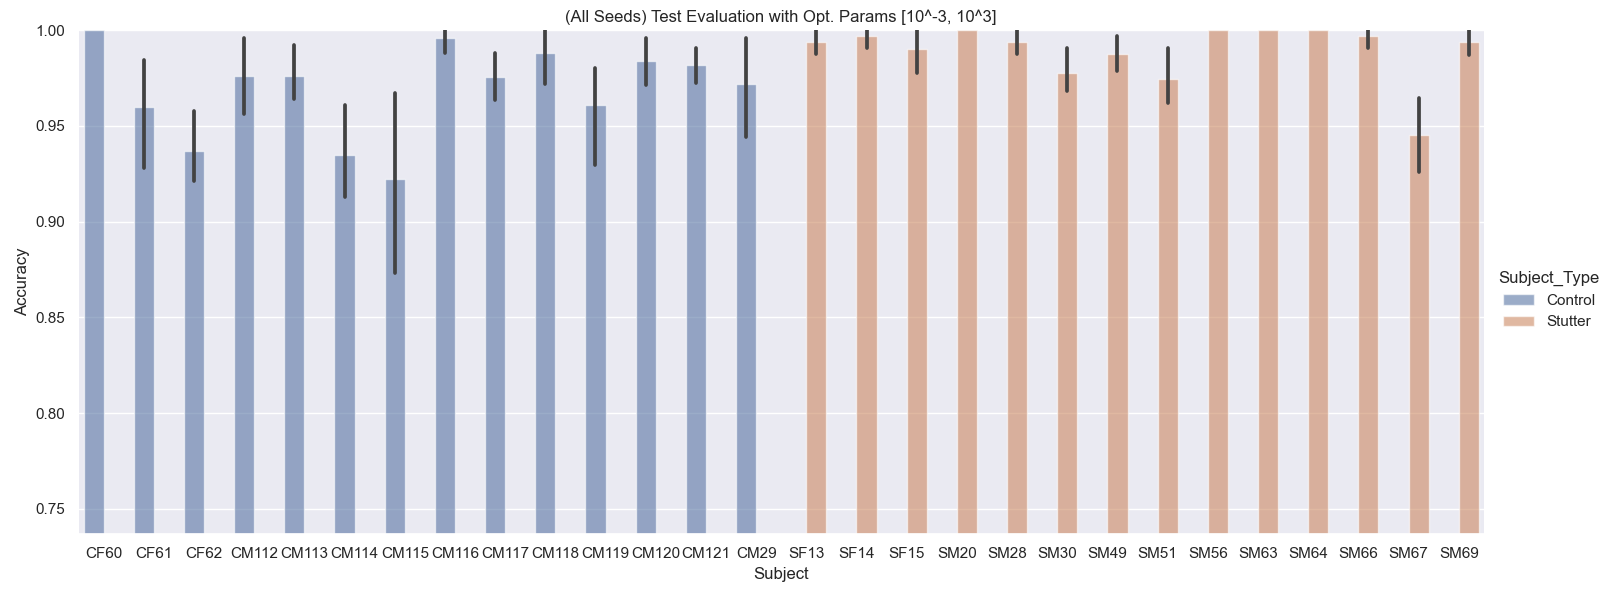 (All Seeds) Test Evaluation with Opt. Params [10^-3, 10^3]
1.00
0.95
0.90
0.85
0.80
0.75
Accuracy
CF60 CF61 CF62 CM112 CM113 CM114 CM115 CM116 CM117 CM118 CM119 CM120 CM121 CM29 SF13 SF14 SF15 SM20 SM28 SM30 SM49 SM51 SM56 SM63 SM64 SM66 SM67 SM69
Subject
Subject_Type
Control
Stutter